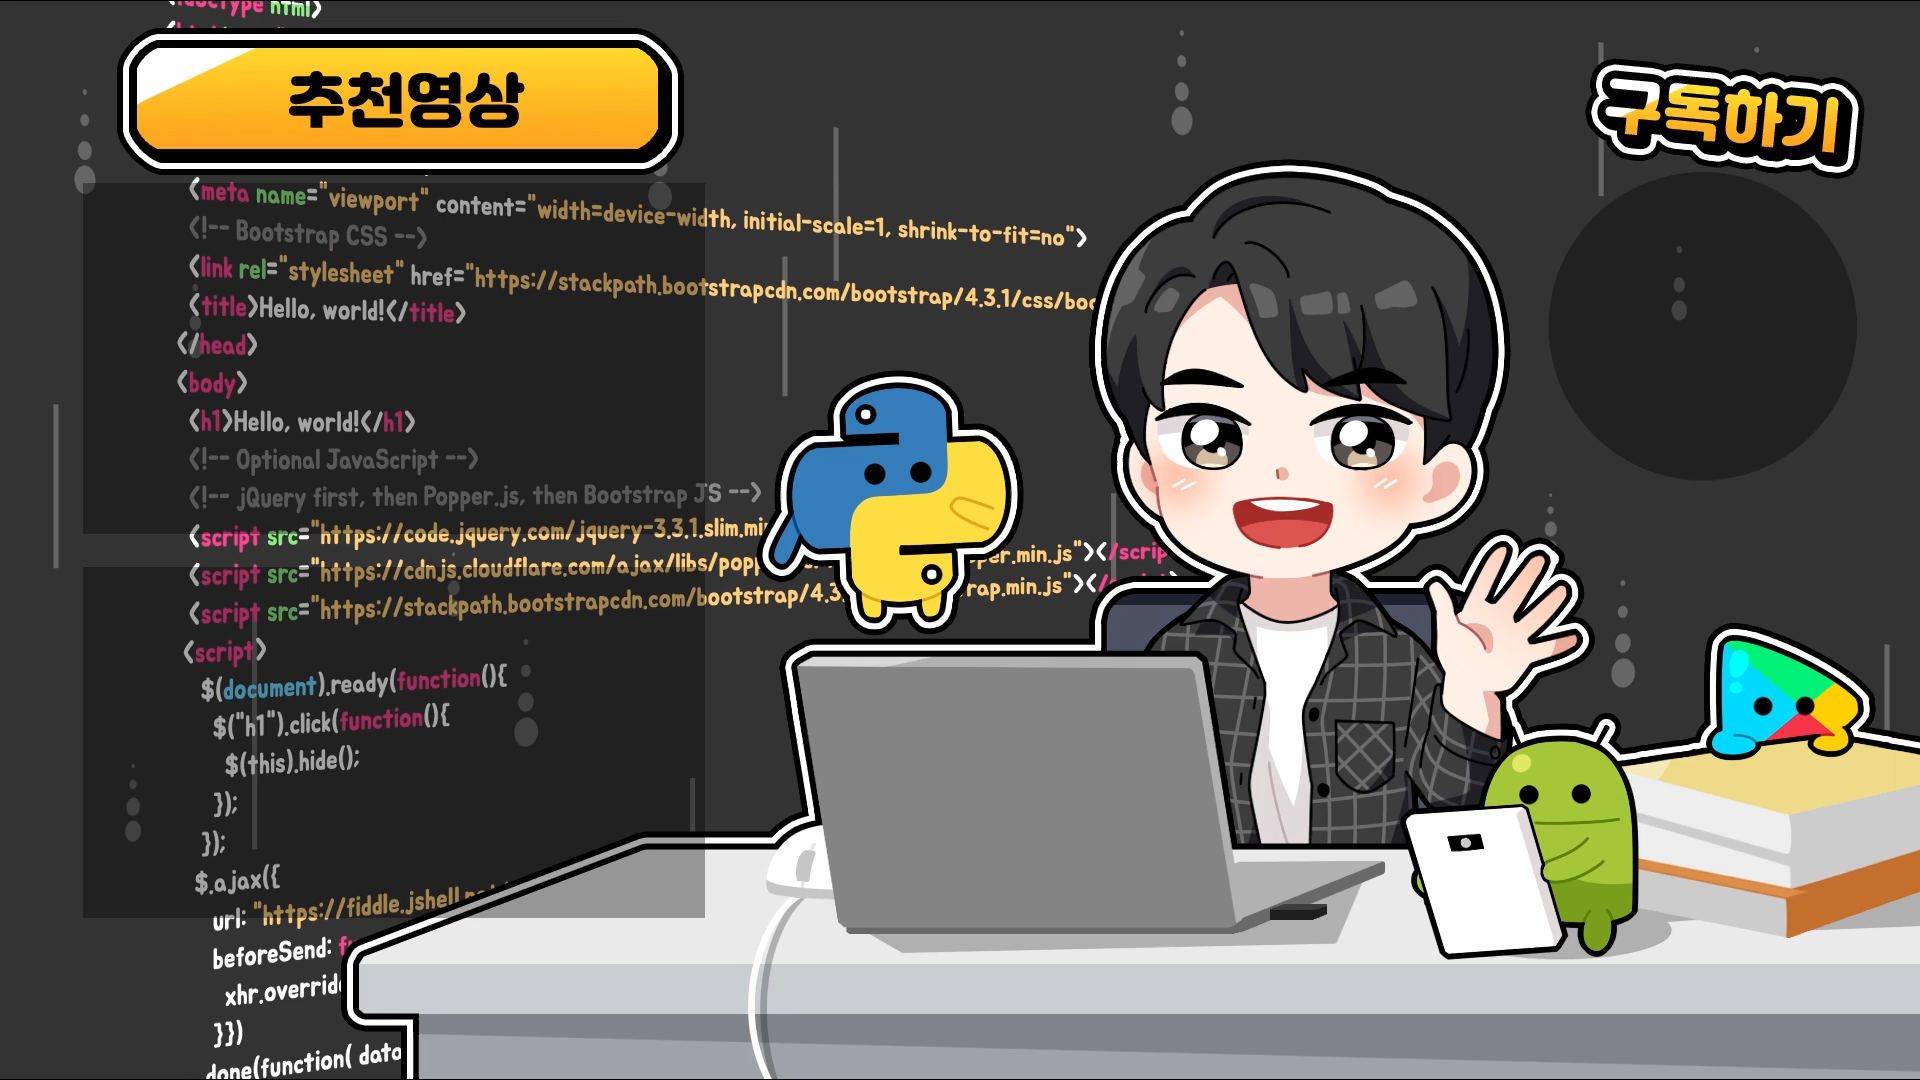 <!doctype html>
추천영상
구독하기
<meta name="viewport" content="width=device-width, initial-scale=1, shrink-to-fit=no">
<!-- Bootstrap CSS -->
<link rel="stylesheet" href="https://stackpath.bootstrapcdn.com/bootstrap/4.3.1/css/boo
<title>Hello, world!</title>
</head>
<body>
<h1>Hello, world!</h1>
<!-- Optional JavaScript -->
<!-- jQuery first, then Popper.js, then Bootstrap JS -->
<script src="https://code.jquery.com/jquery-3.3.1.slim.mi
<script src="https://cdnjs.cloudflare.com/ajax/libs/popp per.min.js"></scrip
<script src="https://stackpath.bootstrapcdn.com/bootstrap/4.3. rap.min.js"></
<script>
$(document).ready(function(){
$("h1").click(function(){
$(this).hide();
});
});
$.ajax({
url: "https://fiddle.jshell.ne
beforeSend: f
xhr.overrid
}})
done(function( data